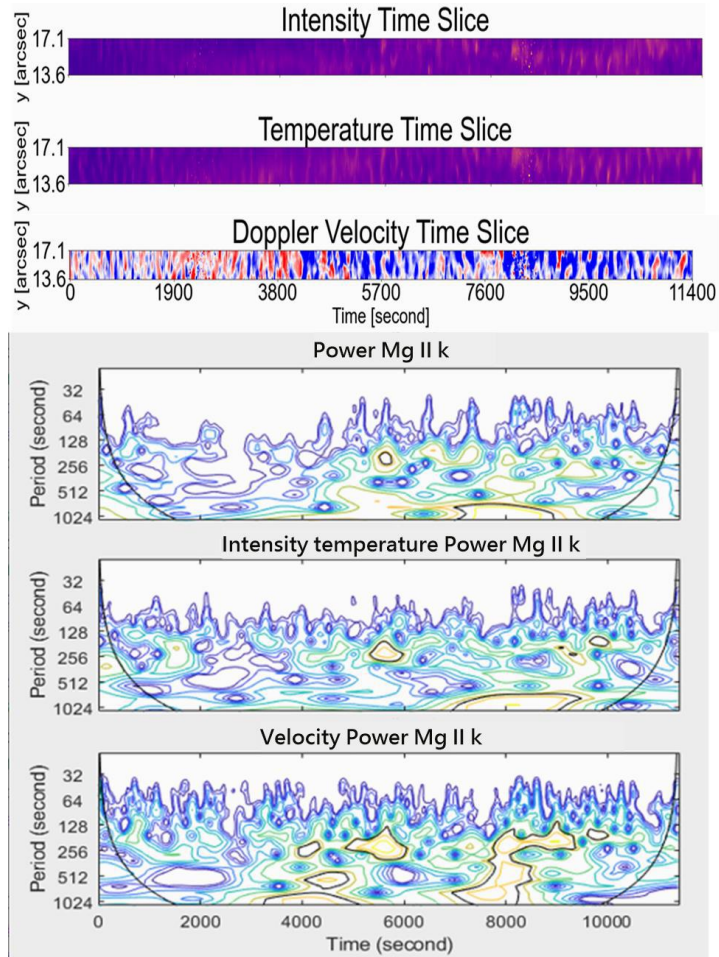 Intensity Time Slice
y [arcsec]
17.1
13.6
Temperature Time Slice
y [arcsec]
17.1
13.6
Doppler Velocity Time Slice
y [arcsec]
17.1
13.6
0 1900 3800 5700 7600 9500 11400
Time [second]
Power Mg II k
Period (second)
32
64
128
256
512
1024
Intensity temperature Power Mg II k
Period (second)
32
64
128
256
512
1024
Velocity Power Mg II k
Period (second)
32
64
128
256
512
1024
0 2000 4000 6000 8000 10000
Time (second)